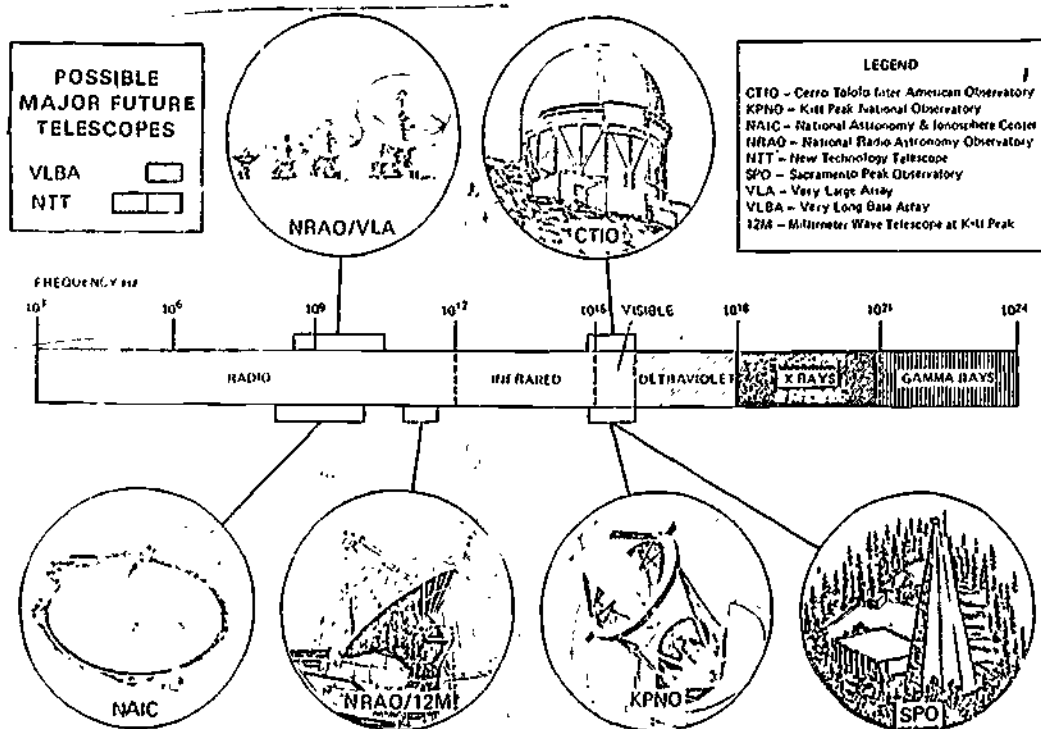 POSSIBLE
MAJOR FUTURE
TELESCOPES
VLBA
NTT
NRAO/VLA
CTIO
LEGEND
CTIO – Cerro Tololo Inter American Observatory
KPNO – Kitt Peak National Observatory
NAIC – National Astronomy & Ionosphere Center
NRAO – National Radio Astronomy Observatory
NTT – New Technology Telescope
SPO – Sacramento Peak Observatory
VLA – Very Large Array
VLBA – Very Long Base Array
12M – Millimeter Wave Telescope at Kitt Peak
FREQUENCY
10⁶ 10⁹ 10¹² 10¹⁵ VISIBLE 10¹⁸ 10²¹ 10²⁴
RADIO INFRARED ULTRAVIOLET X RAYS GAMMA RAYS
NAIC
NRAO/12M
KPNO
SPO